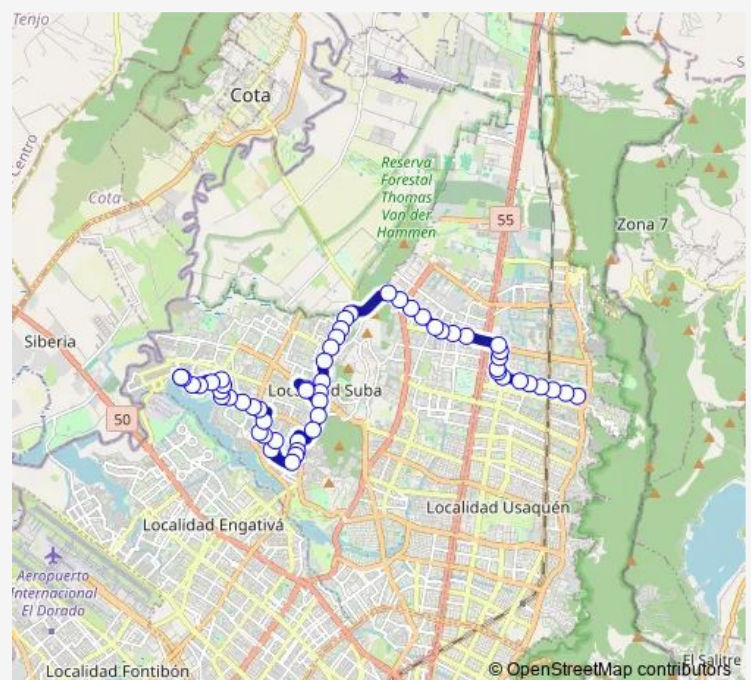 Tenjo
Cota
Centro
Cota
Reserva
Forestal
Thomas
Van der
Hammen
55
Zona 7
Siberia
50
Localidad Suba
Localidad Usaquén
Localidad Engativá
Aeropuerto
Internacional
El Dorado
Localidad Fontibón
El Salitre
© OpenStreetMap contributors